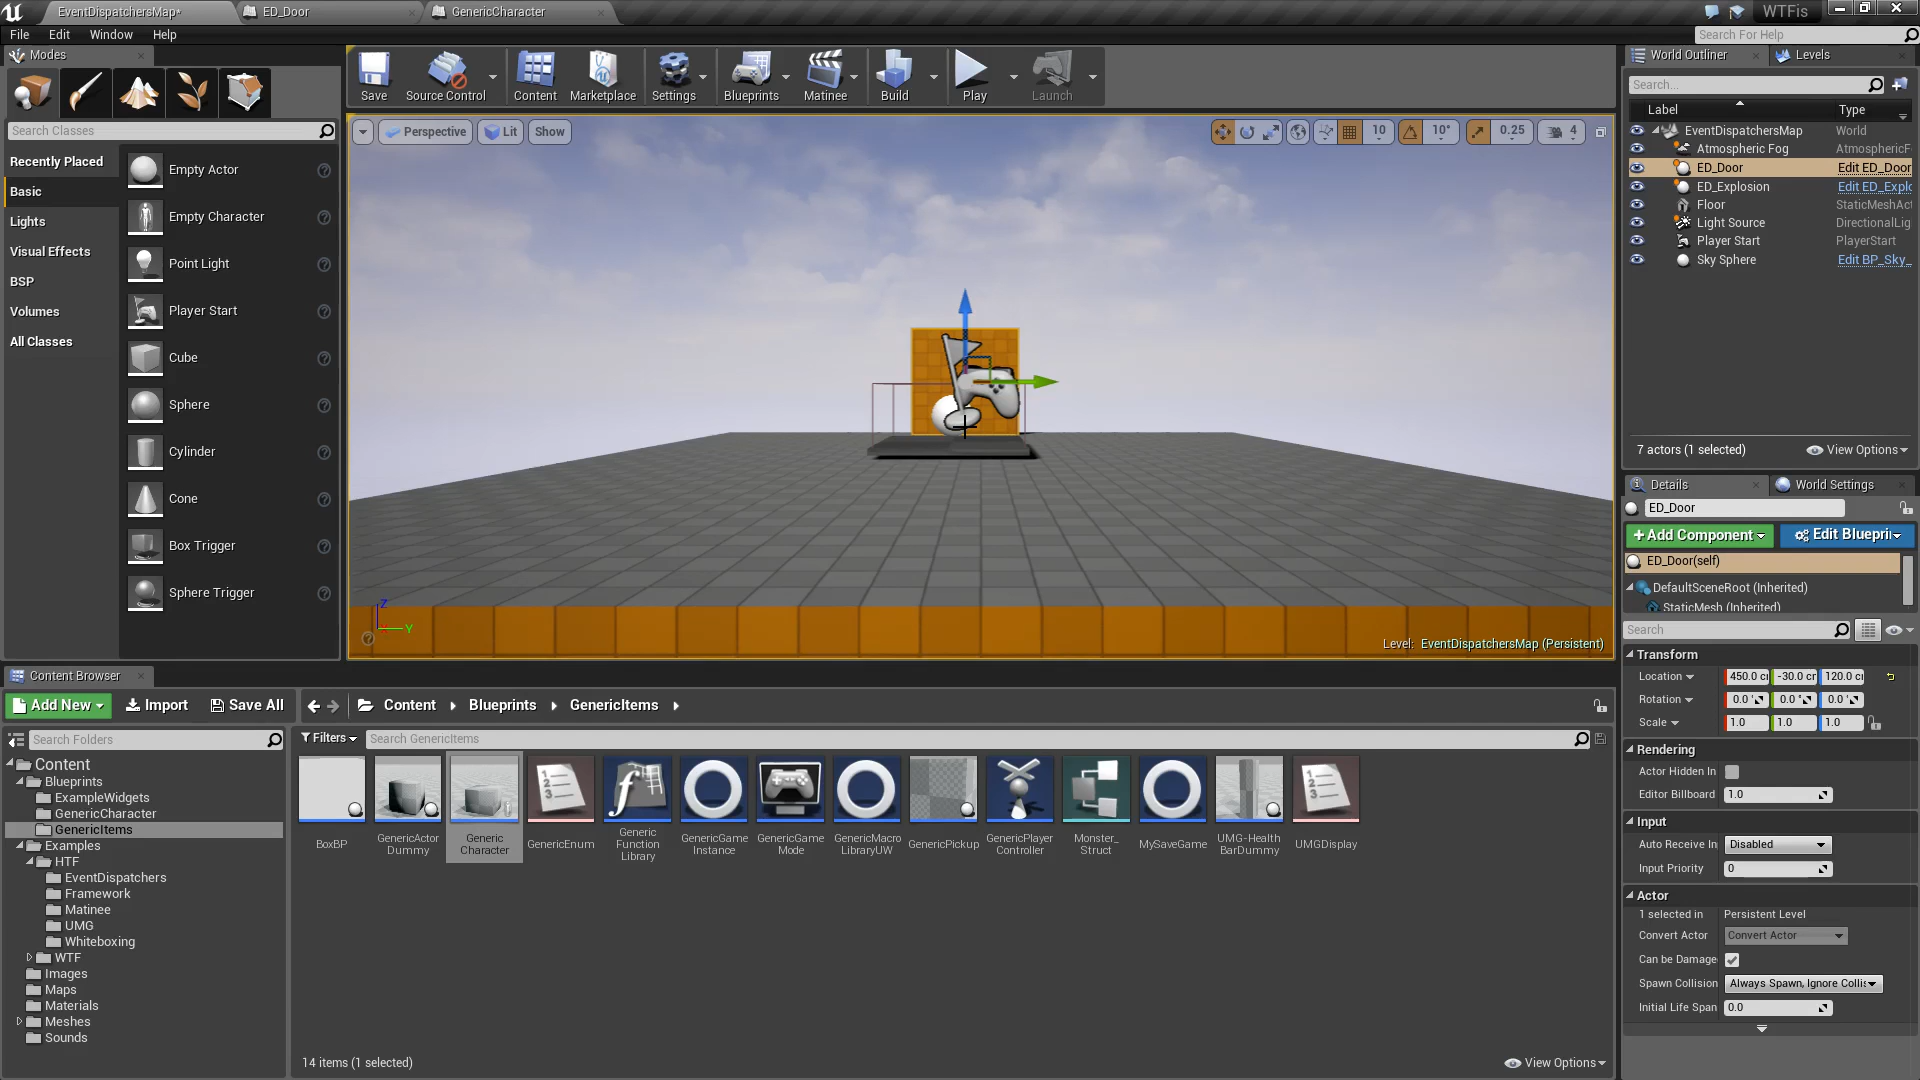 EventDispatchersMap*
ED_Door
GenericCharacter
WTFis
File
Edit
Window
Help
Search For Help
Modes
Search Classes
Recently Placed
Basic
Lights
Visual Effects
BSP
Volumes
All Classes
Empty Actor
Empty Character
Point Light
Player Start
Cube
Sphere
Cylinder
Cone
Box Trigger
Sphere Trigger
Save
Source Control
Content
Marketplace
Settings
Blueprints
Matinee
Build
Play
Launch
Perspective
Lit
Show
10
10°
0.25
4
Z
Y
Level: EventDispatchersMap (Persistent)
World Outliner
Levels
Search...
Label
Type
EventDispatchersMap World
Atmospheric Fog AtmosphericF
ED_Door Edit ED_Door
ED_Explosion Edit ED_Explo
Floor StaticMeshAct
Light Source DirectionalLig
Player Start PlayerStart
Sky Sphere Edit BP_Sky_
7 actors (1 selected)
View Options
Details
World Settings
ED_Door
+Add Component
Edit Bluepri
ED_Door(self)
DefaultSceneRoot (Inherited)
StaticMesh (Inherited)
Search
Transform
Location 450.0 cr -30.0 cr 120.0 cr
Rotation 0.0 ° 0.0 ° 0.0 °
Scale 1.0 1.0 1.0
Rendering
Actor Hidden In
Editor Billboard 1.0
Input
Auto Receive In Disabled
Input Priority 0
Actor
1 selected in Persistent Level
Convert Actor Convert Actor
Can be Damage
Spawn Collision Always Spawn, Ignore Collis
Initial Life Span 0.0
Content Browser
Add New
Import
Save All
Content
Blueprints
GenericItems
Search Folders
Filters
Search GenericItems
Content
Blueprints
ExampleWidgets
GenericCharacter
GenericItems
Examples
HTF
EventDispatchers
Framework
Matinee
UMG
Whiteboxing
WTF
Images
Maps
Materials
Meshes
Sounds
BoxBP
GenericActor
Dummy
Generic
Character
GenericEnum
Generic
Function
Library
GenericGame
Instance
GenericGame
Mode
GenericMacro
LibraryUW
GenericPickup
GenericPlayer
Controller
Monster_
Struct
MySaveGame
UMG-Health
BarDummy
UMGDisplay
14 items (1 selected)
View Options